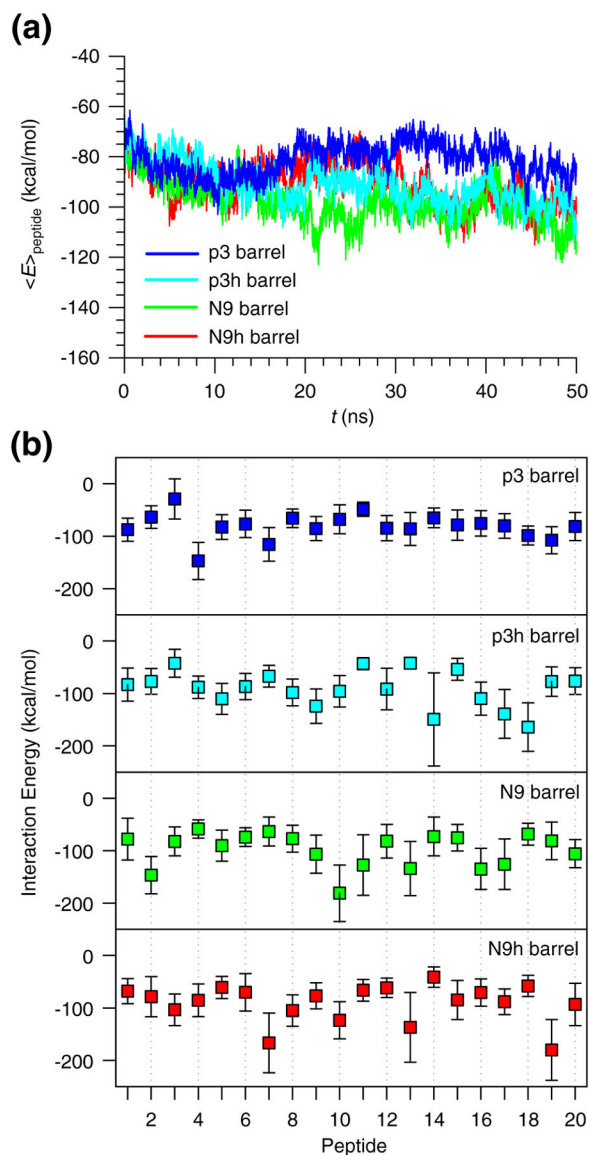 (a)
<E>peptide (kcal/mol)
-40
-60
-80
-100
-120
-140
-160
p3 barrel
p3h barrel
N9 barrel
N9h barrel
0 10 20 30 40 50
t (ns)
(b)
Interaction Energy (kcal/mol)
p3 barrel
0
-100
-200
p3h barrel
0
-100
-200
N9 barrel
0
-100
-200
N9h barrel
0
-100
-200
2 4 6 8 10 12 14 16 18 20
Peptide